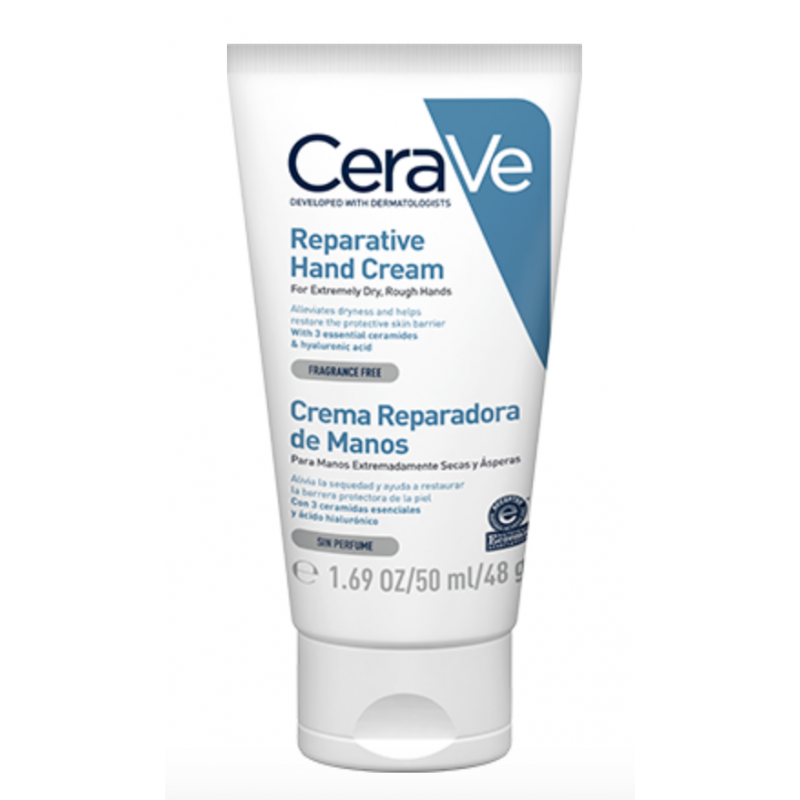 CeraVe
DEVELOPED WITH DERMATOLOGISTS
Reparative
Hand Cream
For Extremely Dry, Rough Hands
Alleviates dryness and helps
restore the protective skin barrier
With 3 essential ceramides
& hyaluronic acid
FRAGRANCE FREE
Crema Reparadora
de Manos
Para Manos Extremadamente Secas y Ásperas
Alivia la sequedad y ayuda a restaurar
la barrera protectora de la piel
Con 3 ceramidas esenciales
y ácido hialurónico
SIN PERFUME
e
℮ 1.69 OZ/50 ml/48 g